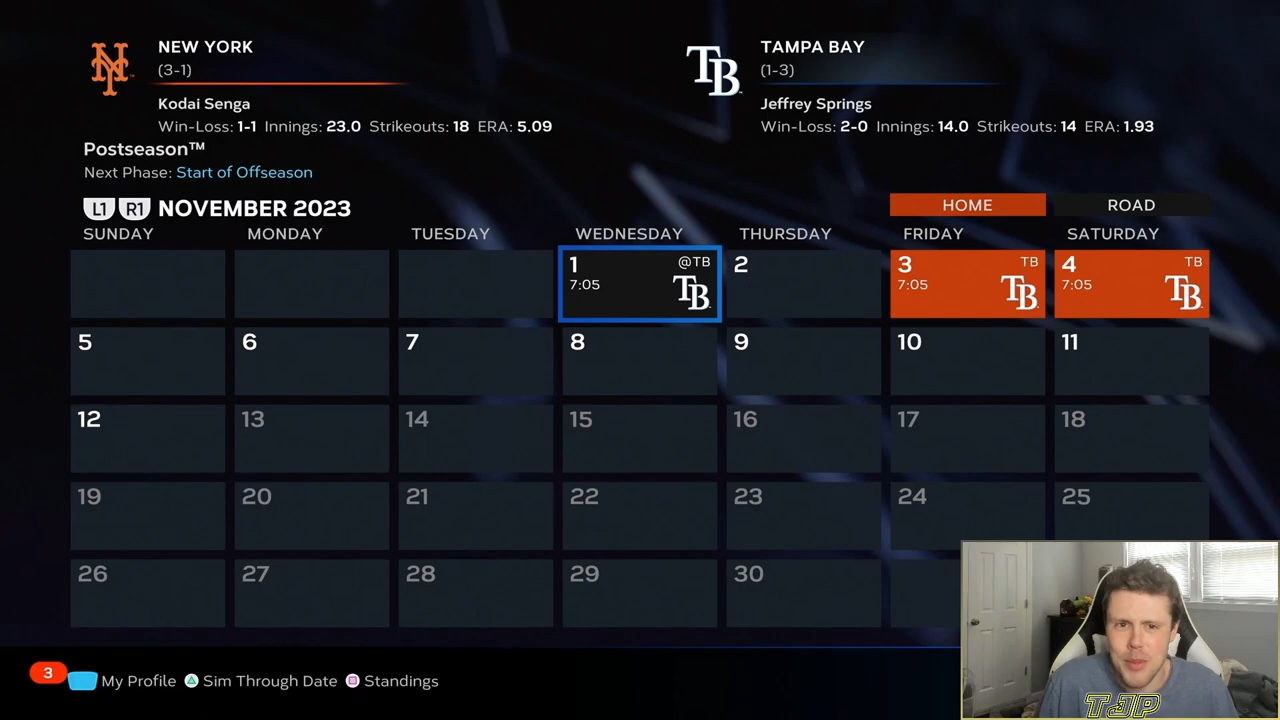 NEW YORK
(3-1)
Kodai Senga
Win-Loss: 1-1 Innings: 23.0 Strikeouts: 18 ERA: 5.09
TB
TAMPA BAY
(1-3)
Jeffrey Springs
Win-Loss: 2-0 Innings: 14.0 Strikeouts: 14 ERA: 1.93
Postseason™
Next Phase: Start of Offseason
L1 R1 NOVEMBER 2023
HOME ROAD
SUNDAY MONDAY TUESDAY WEDNESDAY THURSDAY FRIDAY SATURDAY
1 @TB 2 3 TB 4 TB
7:05 TB 7:05 TB 7:05 TB
5 6 7 8 9 10 11
12 13 14 15 16 17 18
19 20 21 22 23 24 25
26 27 28 29 30
3 My Profile Sim Through Date Standings
TJP